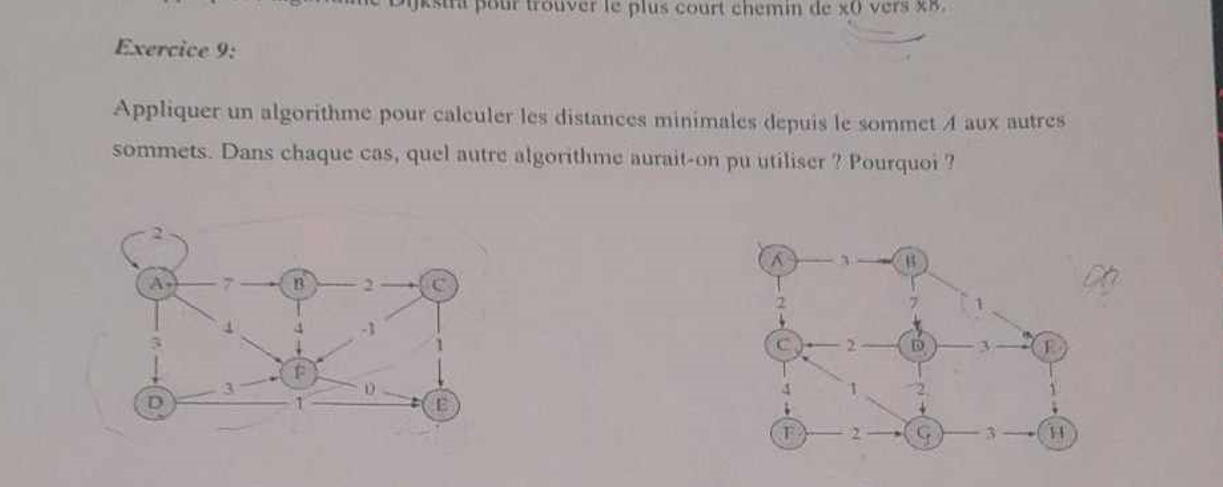 Dijkstra pour trouver le plus court chemin de x0 vers x8.
Exercice 9:
Appliquer un algorithme pour calculer les distances minimales depuis le sommet A aux autres
sommets. Dans chaque cas, quel autre algorithme aurait-on pu utiliser ? Pourquoi ?
2
A 7 B 2 C
3 4 4 -1 1
F
3 0
D 1 E
A 3 B
2 7 1
C 2 D 3 E
4 1 2 1
F 2 G 3 H